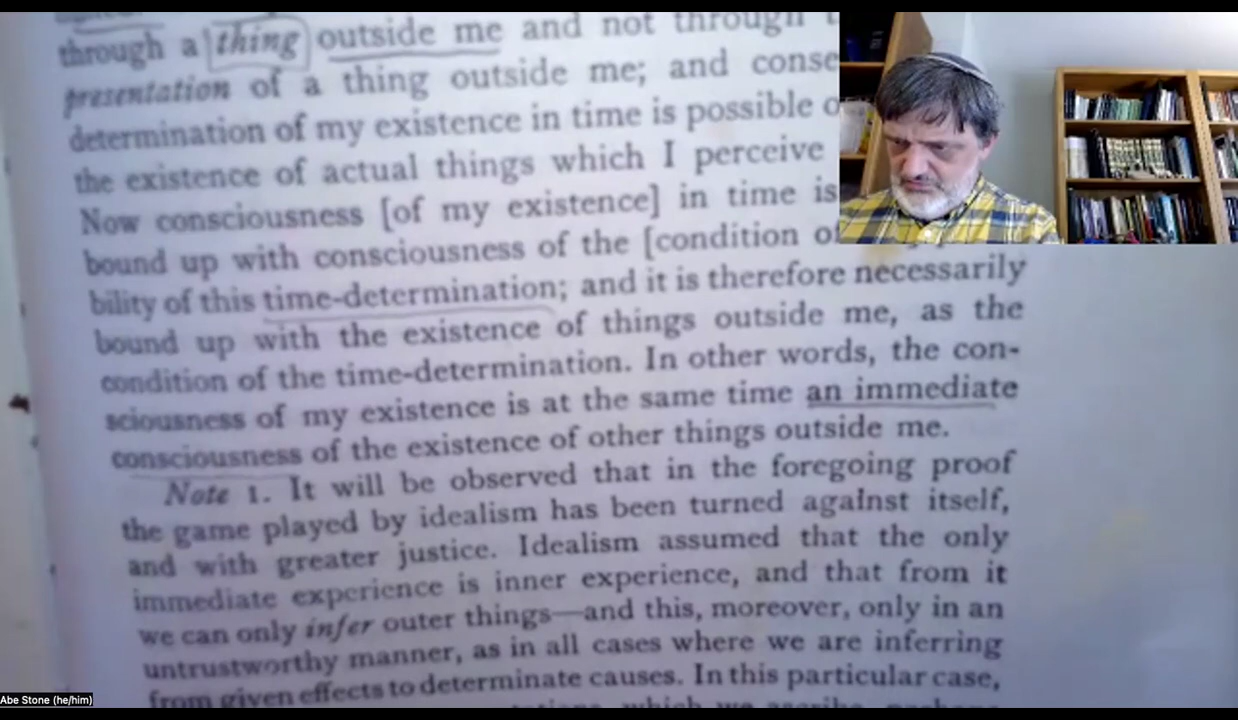 through a thing outside me and not through
presentation of a thing outside me; and conse
determination of my existence in time is possible o
the existence of actual things which I perceive
Now consciousness [of my existence] in time is
bound up with consciousness of the [condition of
bility of this time-determination; and it is therefore necessarily
bound up with the existence of things outside me, as the
condition of the time-determination. In other words, the con-
sciousness of my existence is at the same time an immediate
consciousness of the existence of other things outside me.
Note 1. It will be observed that in the foregoing proof
the game played by idealism has been turned against itself,
and with greater justice. Idealism assumed that the only
immediate experience is inner experience, and that from it
we can only infer outer things—and this, moreover, only in an
untrustworthy manner, as in all cases where we are inferring
from given effects to determinate causes. In this particular case,
which we ascribe, perhaps
Abe Stone (he/him)